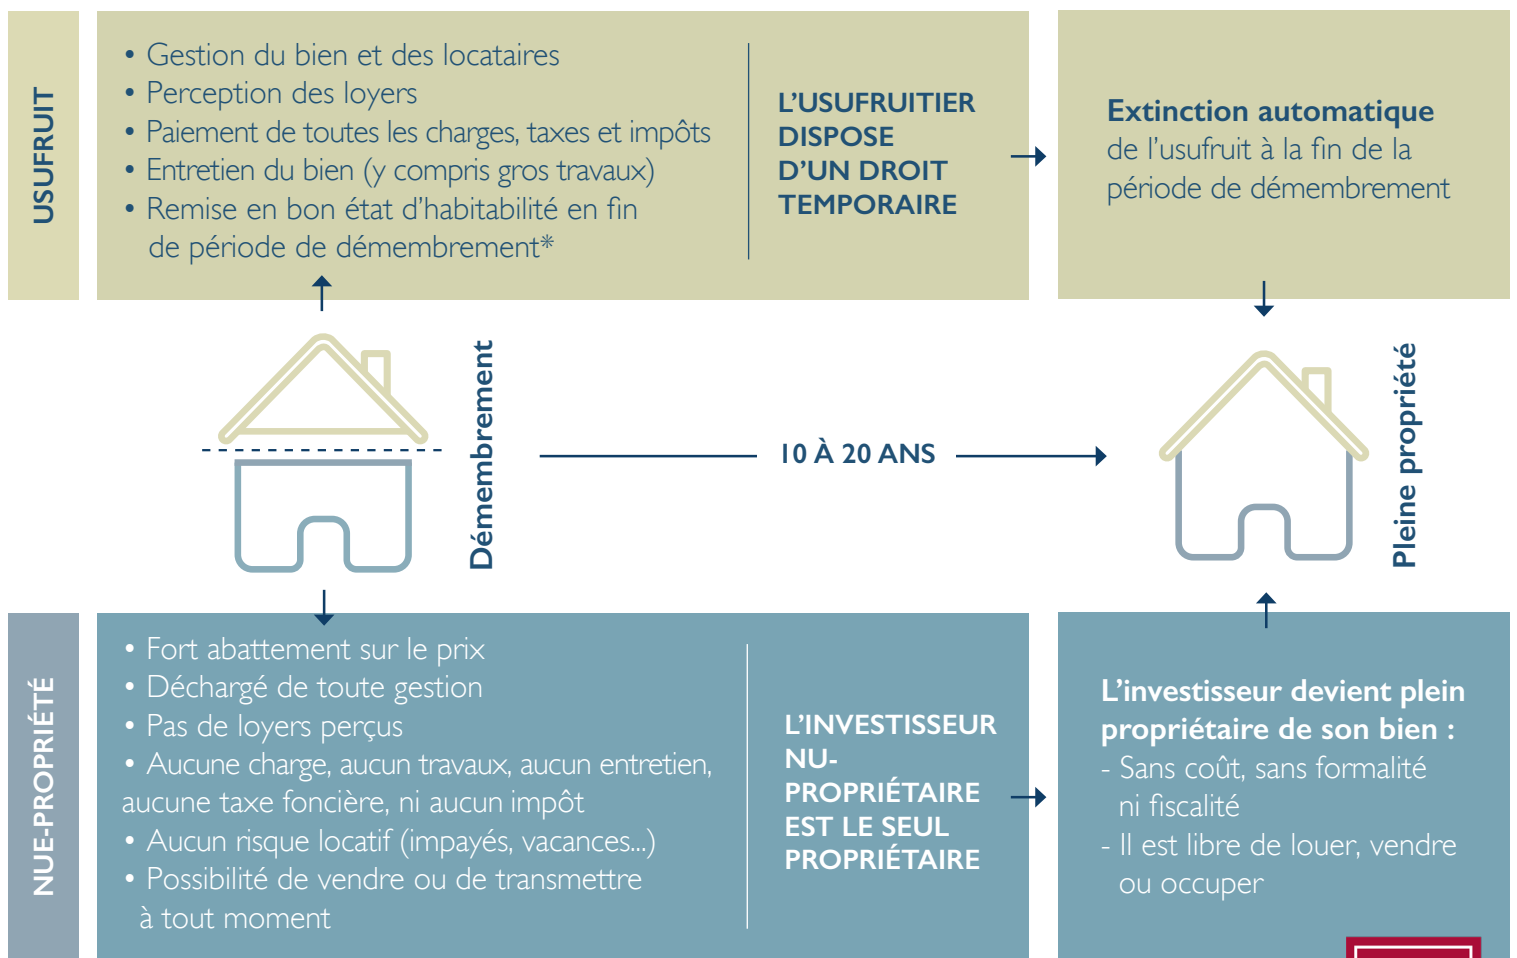 USUFRUIT
• Gestion du bien et des locataires
• Perception des loyers
• Paiement de toutes les charges, taxes et impôts
• Entretien du bien (y compris gros travaux)
• Remise en bon état d'habitabilité en fin
de période de démembrement*
L'USUFRUITIER
DISPOSE
D'UN DROIT
TEMPORAIRE
Extinction automatique
de l'usufruit à la fin de la
période de démembrement
Démembrement
10 À 20 ANS
Pleine propriété
NUE-PROPRIÉTÉ
• Fort abattement sur le prix
• Déchargé de toute gestion
• Pas de loyers perçus
• Aucune charge, aucun travaux, aucun entretien,
aucune taxe foncière, ni aucun impôt
• Aucun risque locatif (impayés, vacances...)
• Possibilité de vendre ou de transmettre
à tout moment
L'INVESTISSEUR
NU-
PROPRIÉTAIRE
EST LE SEUL
PROPRIÉTAIRE
L'investisseur devient plein
propriétaire de son bien :
- Sans coût, sans formalité
ni fiscalité
- Il est libre de louer, vendre
ou occuper